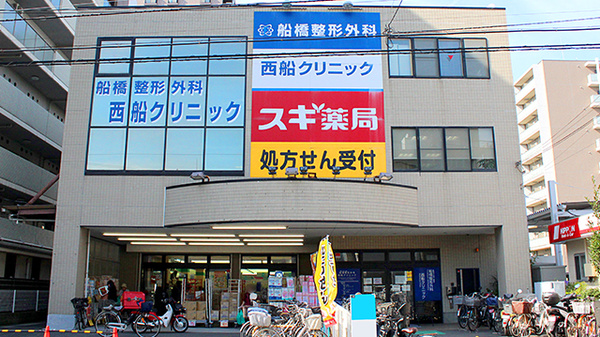 船橋整形外科
西船クリニック
船橋整形外科
西船クリニック
スギ薬局
処方せん受付
NIPPON